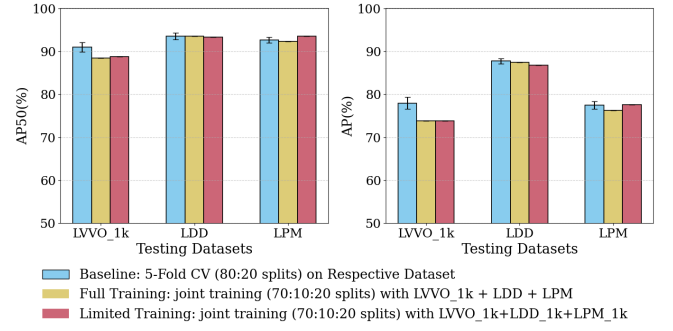 100
90
80
70
60
50
AP50(%)
LVVO_1k LDD LPM
Testing Datasets
100
90
80
70
60
50
AP(%)
LVVO_1k LDD LPM
Testing Datasets
Baseline: 5-Fold CV (80:20 splits) on Respective Dataset
Full Training: joint training (70:10:20 splits) with LVVO_1k + LDD + LPM
Limited Training: joint training (70:10:20 splits) with LVVO_1k+LDD_1k+LPM_1k